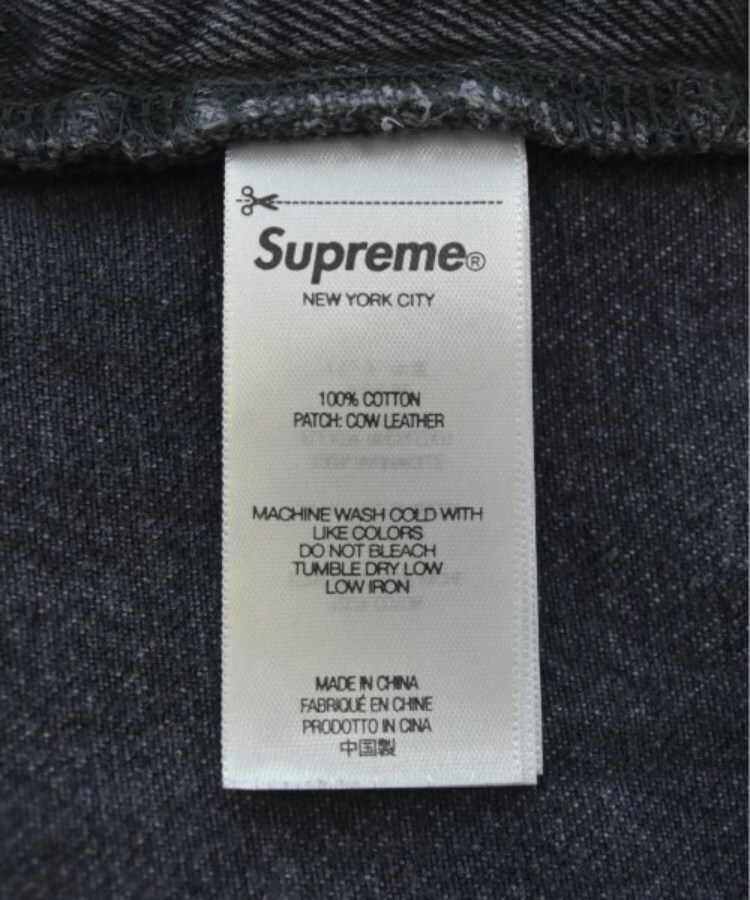 Supreme®
NEW YORK CITY
100% COTTON
PATCH: COW LEATHER
MACHINE WASH COLD WITH
LIKE COLORS
DO NOT BLEACH
TUMBLE DRY LOW
LOW IRON
MADE IN CHINA
FABRIQUÉ EN CHINE
PRODOTTO IN CINA
中国製